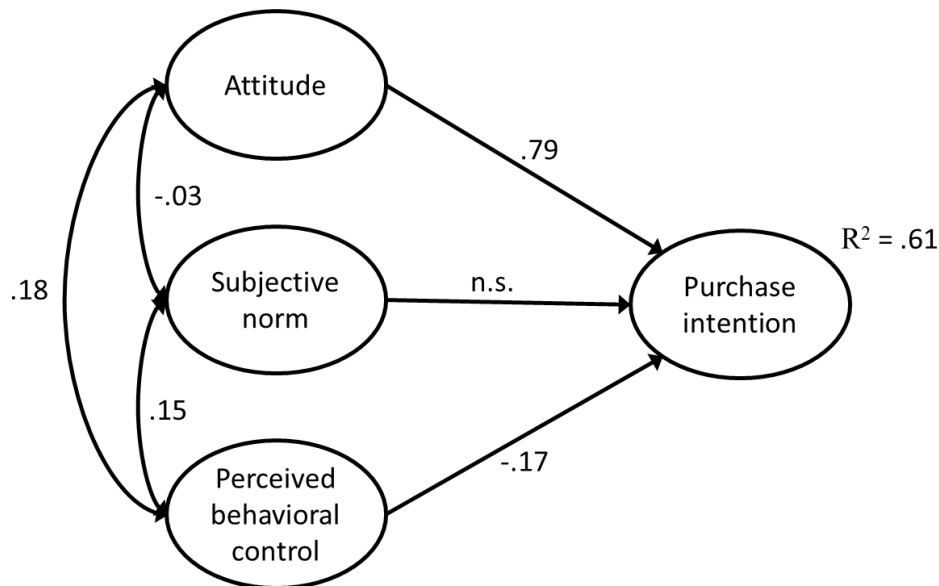 Attitude
.79
-.03
R² = .61
.18
Subjective
norm
n.s.
Purchase
intention
.15
-.17
Perceived
behavioral
control